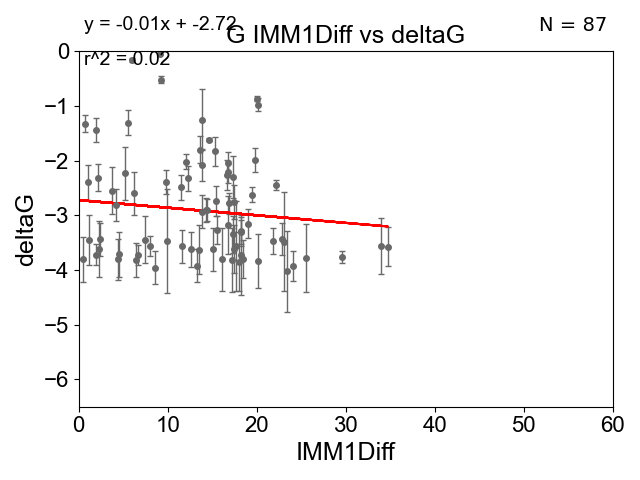 y = -0.01x + -2.72
N = 87
G IMM1Diff vs deltaG
r^2 = 0.02
0
−1
−2
−3
−4
−5
−6
deltaG
0 10 20 30 40 50 60
IMM1Diff